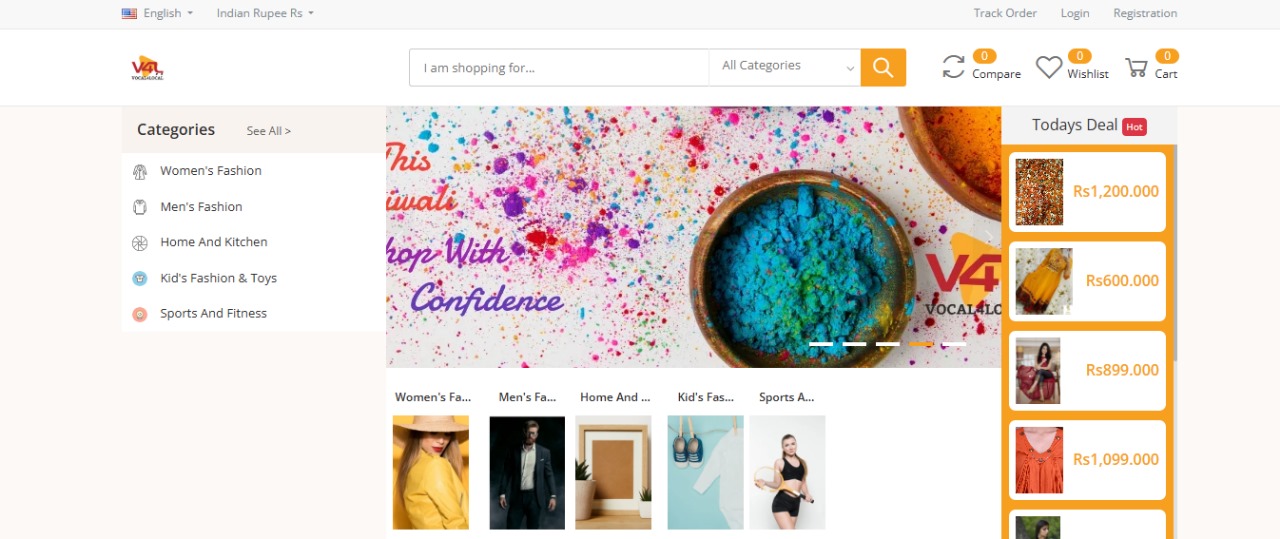 English
Indian Rupee Rs
Track Order
Login
Registration
V4L
VOCAL4LOCAL
I am shopping for...
All Categories
0
Compare
0
Wishlist
0
Cart
Categories
See All >
Women's Fashion
Men's Fashion
Home And Kitchen
Kid's Fashion & Toys
Sports And Fitness
This
iwali
hop With
Confidence
V4
VOCAL4LO
Todays Deal Hot
Rs1,200.000
Rs600.000
Rs899.000
Rs1,099.000
Women's Fa...
Men's Fa...
Home And ...
Kid's Fas...
Sports A...